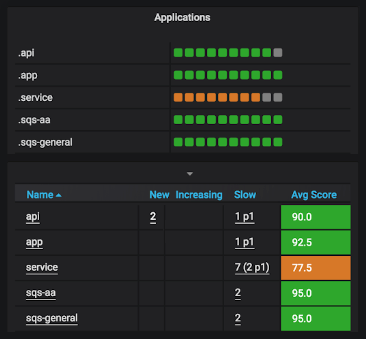 Applications
.api
.app
.service
.sqs-aa
.sqs-general
Name New Increasing Slow Avg Score
api 2 1 p1 90.0
app 1 p1 92.5
service 7 (2 p1) 77.5
sqs-aa 2 95.0
sqs-general 2 95.0